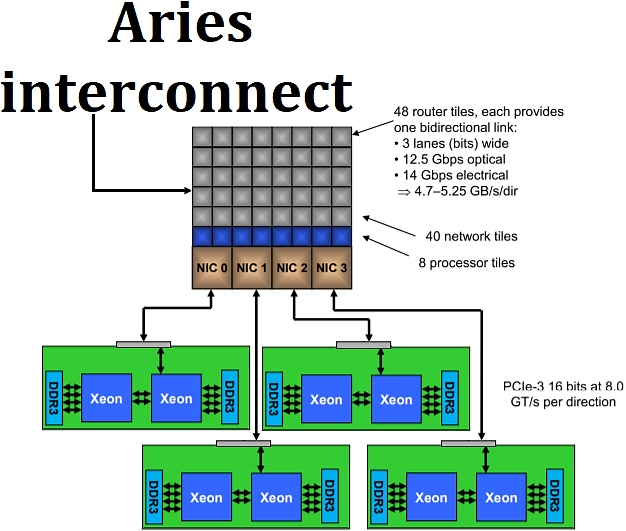 Aries
interconnect
48 router tiles, each provides
one bidirectional link:
• 3 lanes (bits) wide
• 12.5 Gbps optical
• 14 Gbps electrical
⇒ 4.7–5.25 GB/s/dir
40 network tiles
8 processor tiles
NIC 0 NIC 1 NIC 2 NIC 3
PCIe-3 16 bits at 8.0
GT/s per direction
DDR3 Xeon Xeon DDR3
DDR3 Xeon Xeon DDR3
DDR3 Xeon Xeon DDR3
DDR3 Xeon Xeon DDR3